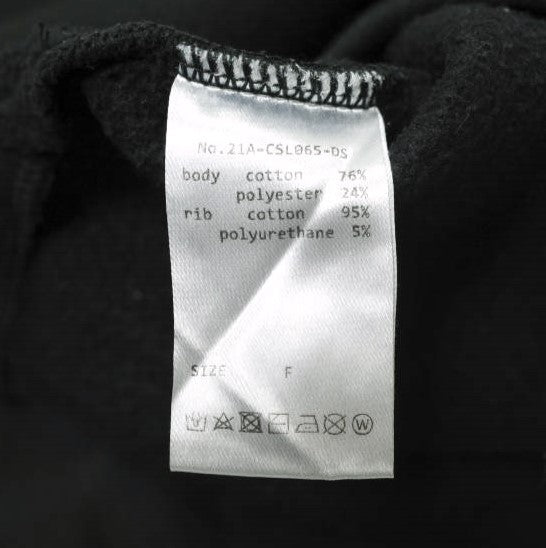 No.21A-CSL065-DS
body cotton 76%
polyester 24%
rib cotton 95%
polyurethane 5%
SIZE F
W